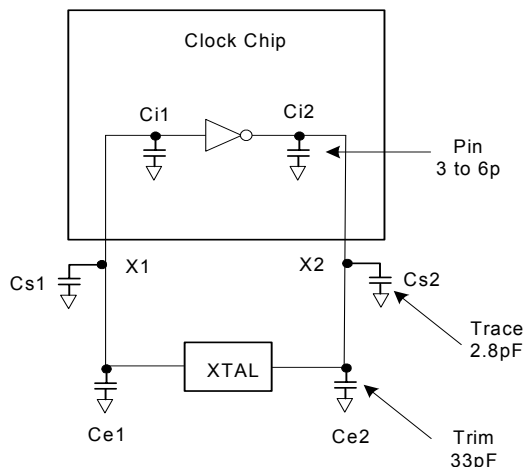 Clock Chip
Ci1
Ci2
Pin
3 to 6p
Cs1
X1
X2
Cs2
Trace
2.8pF
XTAL
Ce1
Ce2
Trim
33pF